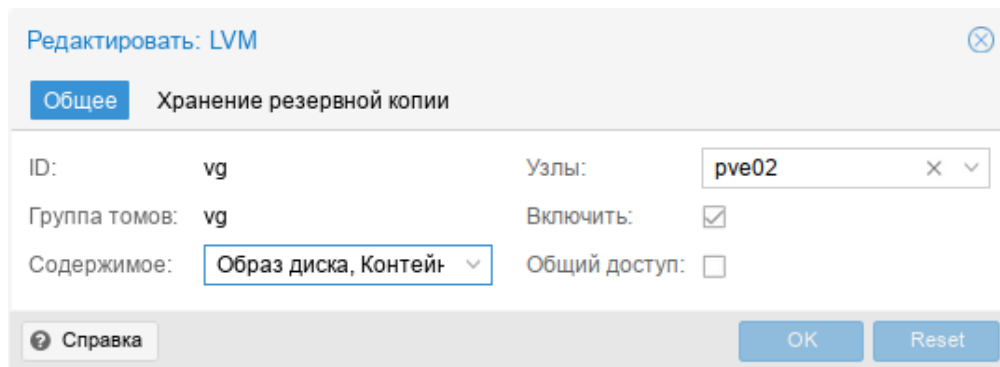 Редактировать: LVM
Общее Хранение резервной копии
ID: vg Узлы: pve02
Группа томов: vg Включить:
Содержимое: Образ диска, Контейн Общий доступ:
Справка OK Reset